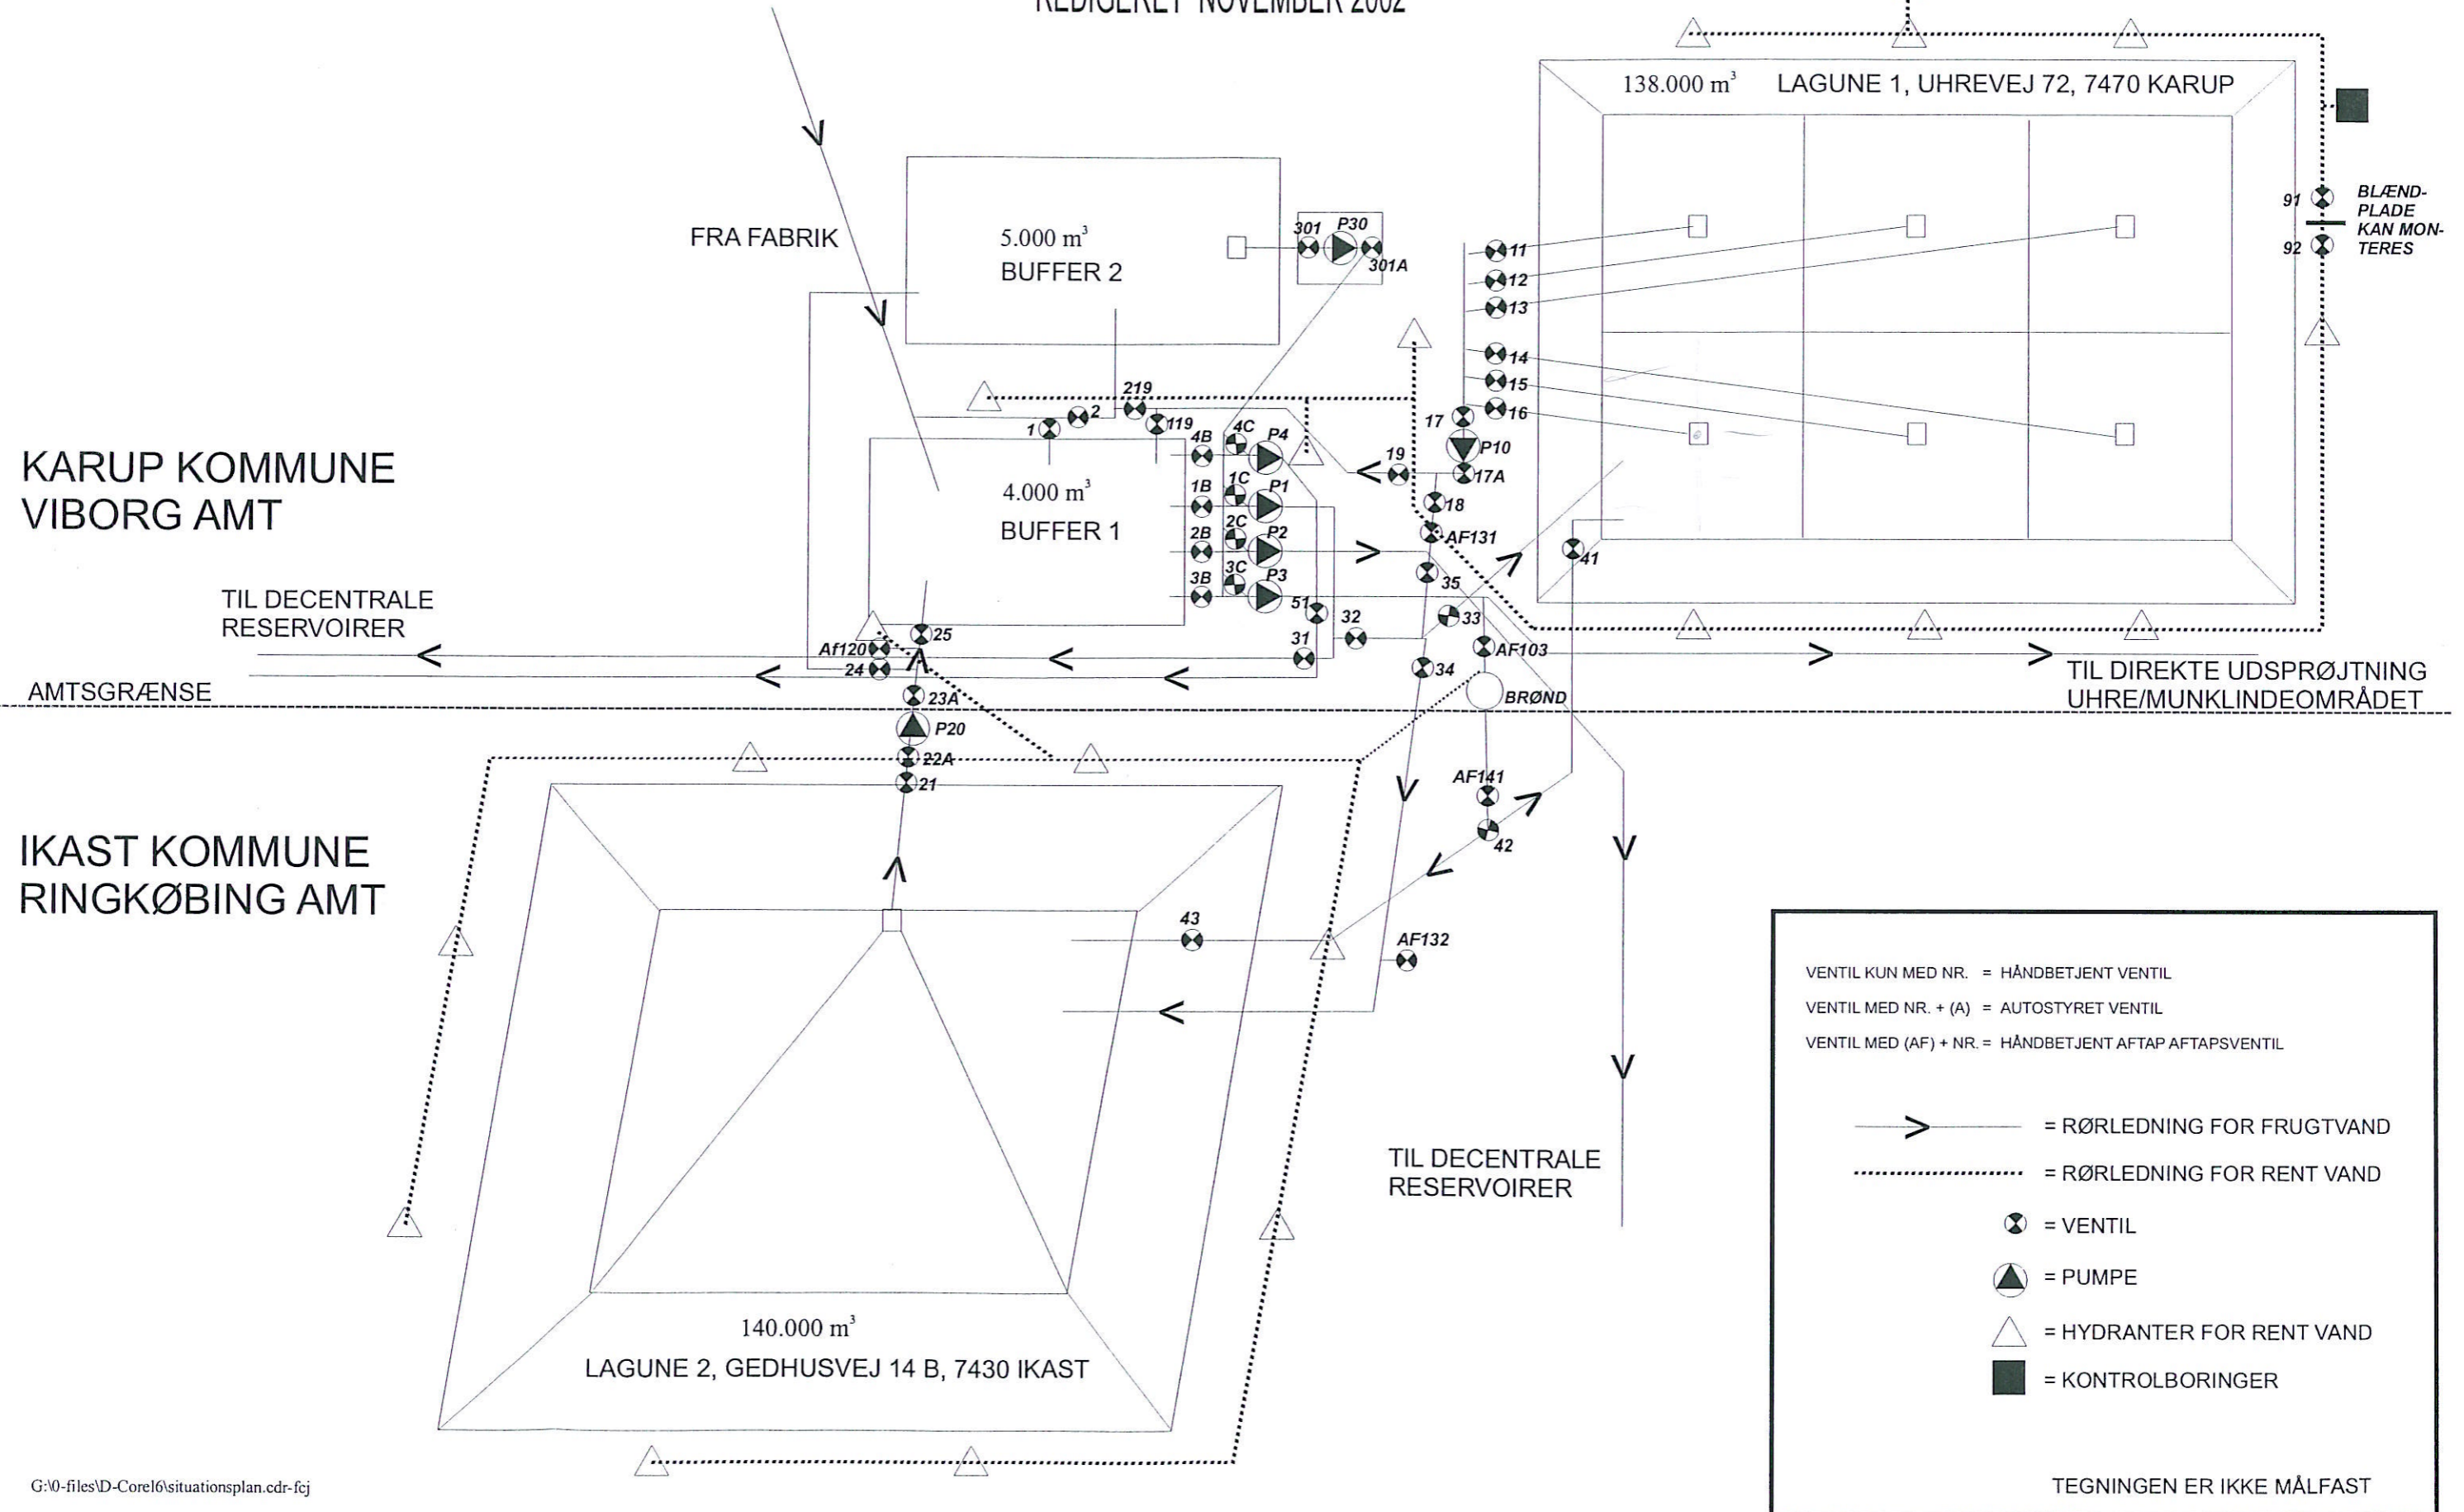 REDIGERET NOVEMBER 2002
138.000 m³ LAGUNE 1, UHREVEJ 72, 7470 KARUP
FRA FABRIK
5.000 m³
BUFFER 2
301
P30
301A
11
12
13
14
15
16
17
P10
17A
18
19
AF131
35
33
41
91
92
BLÆND-
PLADE
KAN MON-
TERES
KARUP KOMMUNE
VIBORG AMT
1
2
219
119
4B
4C
P4
1B
1C
P1
2B
2C
P2
3B
3C
P3
4.000 m³
BUFFER 1
51
32
31
34
AF103
BRØND
TIL DECENTRALE
RESERVOIRER
Af120
24
25
23A
P20
22A
21
AMTSGRÆNSE
TIL DIREKTE UDSPRØJTNING
UHRE/MUNKLINDEOMRÅDET
IKAST KOMMUNE
RINGKØBING AMT
AF141
42
43
AF132
TIL DECENTRALE
RESERVOIRER
140.000 m³
LAGUNE 2, GEDHUSVEJ 14 B, 7430 IKAST
VENTIL KUN MED NR. = HÅNDBETJENT VENTIL
VENTIL MED NR. + (A) = AUTOSTYRET VENTIL
VENTIL MED (AF) + NR. = HÅNDBETJENT AFTAP AFTAPSVENTIL
= RØRLEDNING FOR FRUGTVAND
= RØRLEDNING FOR RENT VAND
= VENTIL
= PUMPE
= HYDRANTER FOR RENT VAND
= KONTROLBORINGER
TEGNINGEN ER IKKE MÅLFAST
G:\0-files\D-Corel6\situationsplan.cdr-fcj